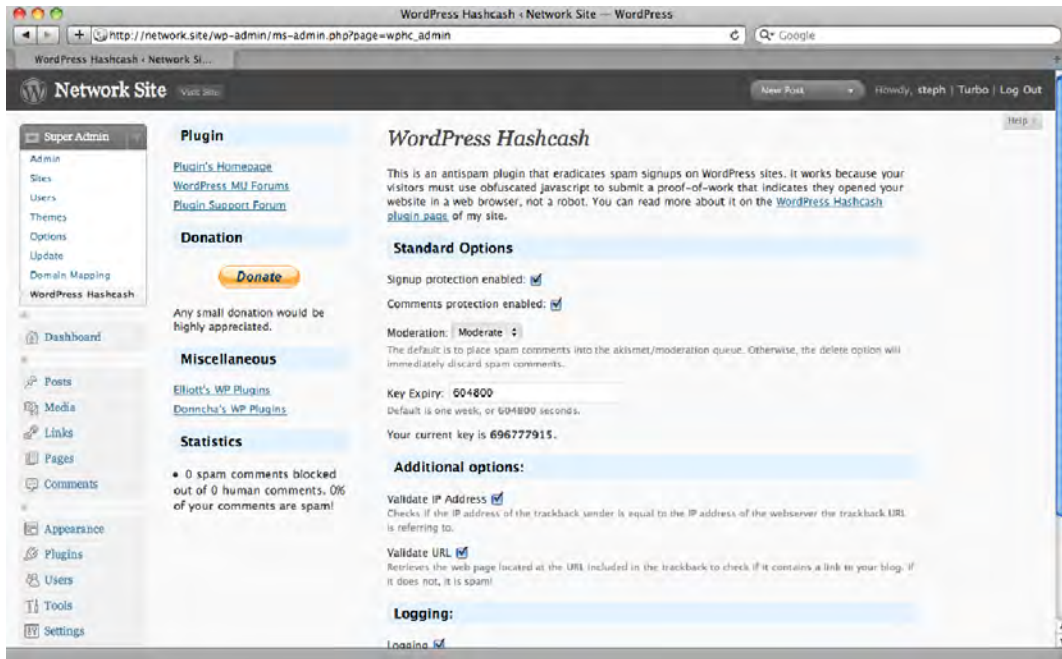 WordPress Hashcash ‹ Network Site — WordPress
http://network.site/wp-admin/ms-admin.php?page=wphc_admin
Google
WordPress Hashcash ‹ Network Si...
Network Site
Visit Site
New Post
Howdy, steph | Turbo | Log Out
Help
Super Admin
Admin
Sites
Users
Themes
Options
Update
Domain Mapping
WordPress Hashcash
Dashboard
Posts
Media
Links
Pages
Comments
Appearance
Plugins
Users
Tools
Settings
Plugin
Plugin's Homepage
WordPress MU Forums
Plugin Support Forum
Donation
Donate
Any small donation would be
highly appreciated.
Miscellaneous
Elliott's WP Plugins
Donncha's WP Plugins
Statistics
• 0 spam comments blocked
out of 0 human comments. 0%
of your comments are spam!
WordPress Hashcash
This is an antispam plugin that eradicates spam signups on WordPress sites. It works because your
visitors must use obfuscated javascript to submit a proof-of-work that indicates they opened your
website in a web browser, not a robot. You can read more about it on the WordPress Hashcash
plugin page of my site.
Standard Options
Signup protection enabled:
Comments protection enabled:
Moderation: Moderate
The default is to place spam comments into the akismet/moderation queue. Otherwise, the delete option will
immediately discard spam comments.
Key Expiry: 604800
Default is one week, or 604800 seconds.
Your current key is 696777915.
Additional options:
Validate IP Address
Checks if the IP address of the trackback sender is equal to the IP address of the webserver the trackback URL
is referring to.
Validate URL
Retrieves the web page located at the URL included in the trackback to check if it contains a link to your blog. If
it does not, it is spam!
Logging:
Logging